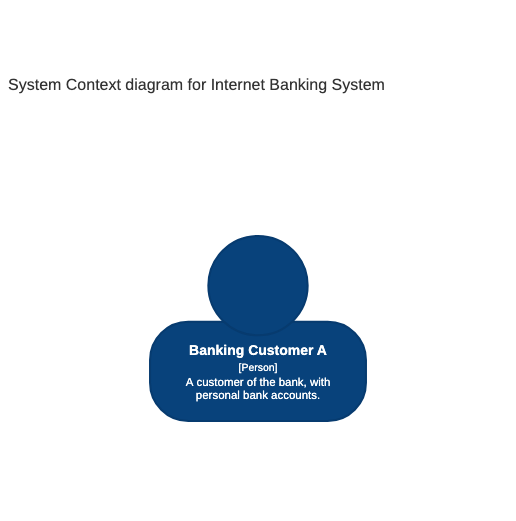 System Context diagram for Internet Banking System
Banking Customer A
[Person]
A customer of the bank, with
personal bank accounts.